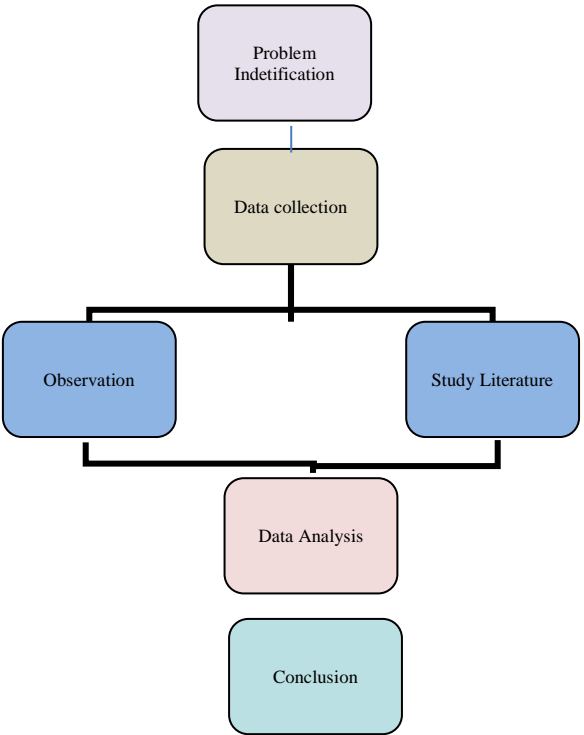 Problem
Indetification
Data collection
Observation
Study Literature
Data Analysis
Conclusion